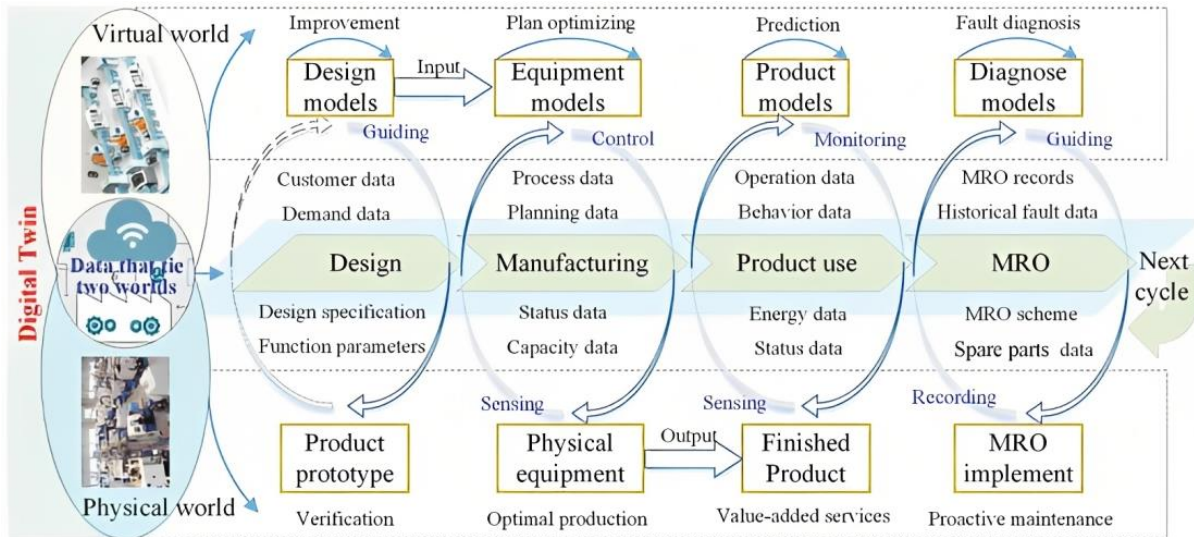 Digital Twin
Virtual world
Data that tie
two worlds
Physical world
Improvement
Plan optimizing
Prediction
Fault diagnosis
Design
models
Input
Equipment
models
Product
models
Diagnose
models
Guiding
Control
Monitoring
Guiding
Customer data
Process data
Operation data
MRO records
Demand data
Planning data
Behavior data
Historical fault data
Design
Manufacturing
Product use
MRO
Next
cycle
Design specification
Status data
Energy data
MRO scheme
Function parameters
Capacity data
Status data
Spare parts data
Sensing
Sensing
Recording
Product
prototype
Physical
equipment
Output
Finished
Product
MRO
implement
Verification
Optimal production
Value-added services
Proactive maintenance